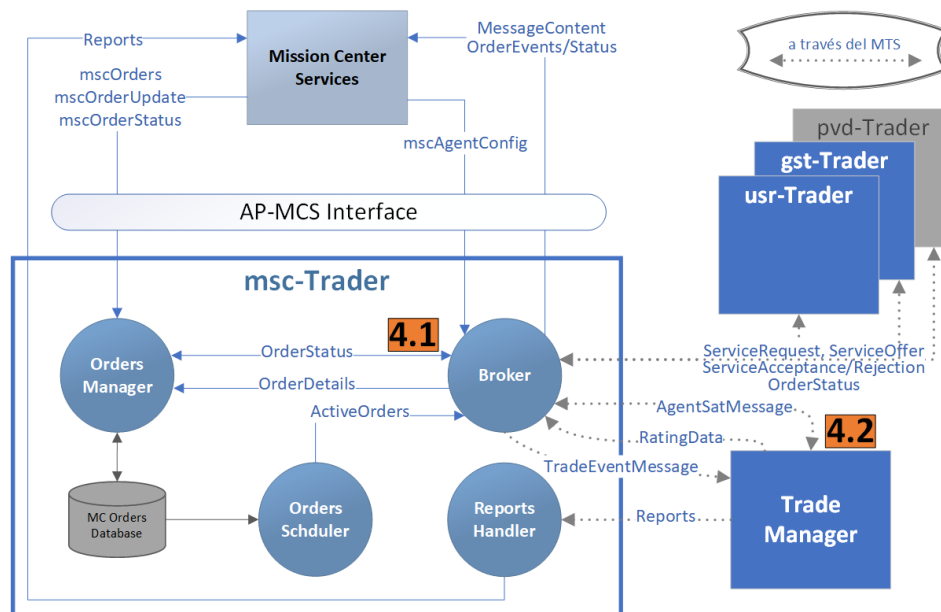 Reports
Mission Center
Services
MessageContent
OrderEvents/Status
a través del MTS
mscOrders
mscOrderUpdate
mscOrderStatus
mscAgentConfig
pvd-Trader
gst-Trader
usr-Trader
AP-MCS Interface
msc-Trader
4.1
Orders
Manager
OrderStatus
OrderDetails
ActiveOrders
Broker
ServiceRequest, ServiceOffer
ServiceAcceptance/Rejection
OrderStatus
AgentSatMessage
RatingData
4.2
TradeEventMessage
MC Orders
Database
Orders
Schduler
Reports
Handler
Reports
Trade
Manager